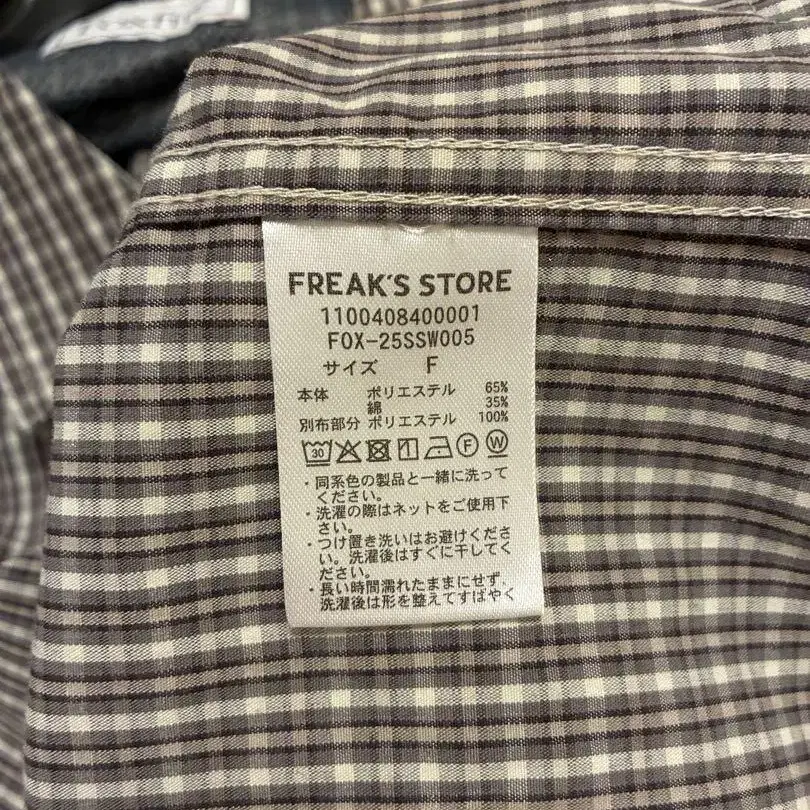 FREAK'S STORE
1100408400001
FOX-25SSW005
サイズ F
本体 ポリエステル 65%
綿 35%
別布部分 ポリエステル 100%
30 F W
・同系色の製品と一緒に洗って
ください。
・洗濯の際はネットをご使用下
さい。
・つけ置き洗いはお避けくださ
い。洗濯後はすぐに干してく
ださい。
・長い時間濡れたままにせず、
洗濯後は形を整えてすばやく